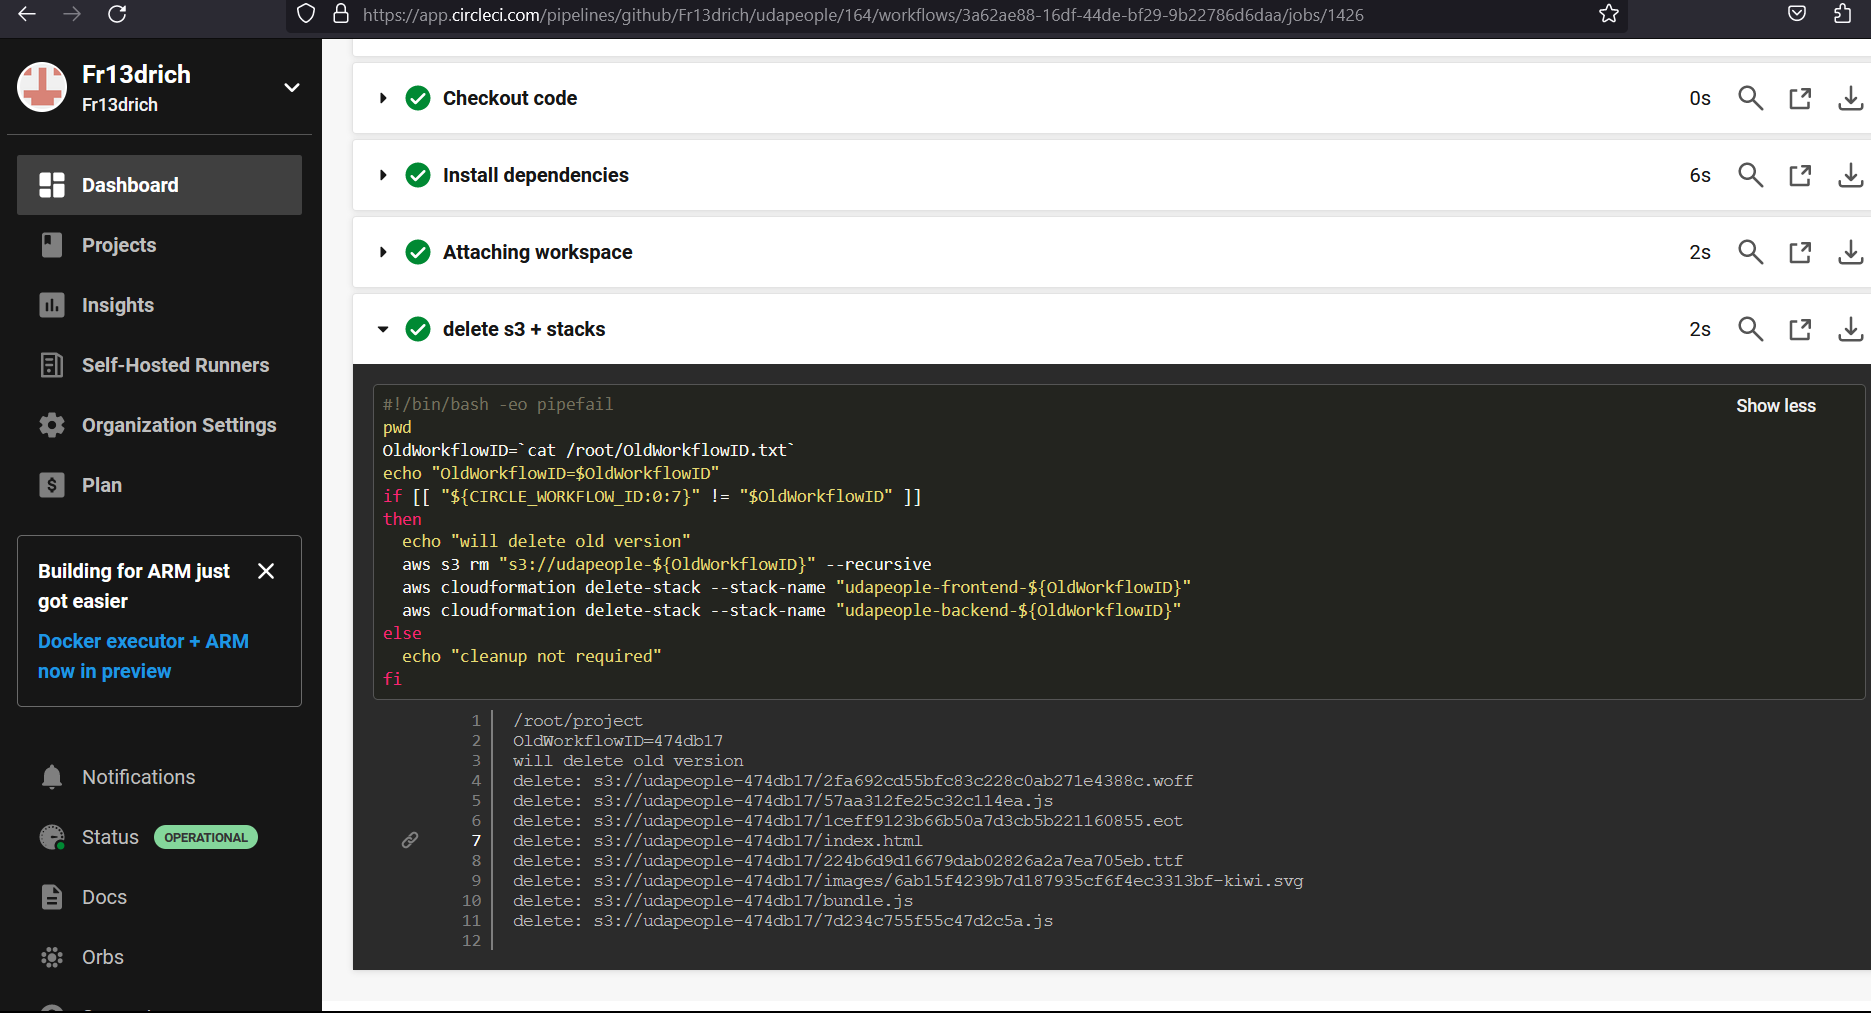 https://app.circleci.com/pipelines/github/Fr13drich/udapeople/164/workflows/3a62ae88-16df-44de-bf29-9b22786d6daa/jobs/1426
Fr13drich
Fr13drich
Dashboard
Projects
Insights
Self-Hosted Runners
Organization Settings
Plan
Building for ARM just
got easier
Docker executor + ARM
now in preview
Notifications
Status OPERATIONAL
Docs
Orbs
Checkout code 0s
Install dependencies 6s
Attaching workspace 2s
delete s3 + stacks 2s
Show less
#!/bin/bash -eo pipefail
pwd
OldWorkflowID=`cat /root/OldWorkflowID.txt`
echo "OldWorkflowID=$OldWorkflowID"
if [[ "${CIRCLE_WORKFLOW_ID:0:7}" != "$OldWorkflowID" ]]
then
  echo "will delete old version"
  aws s3 rm "s3://udapeople-${OldWorkflowID}" --recursive
  aws cloudformation delete-stack --stack-name "udapeople-frontend-${OldWorkflowID}"
  aws cloudformation delete-stack --stack-name "udapeople-backend-${OldWorkflowID}"
else
  echo "cleanup not required"
fi
1 /root/project
2 OldWorkflowID=474db17
3 will delete old version
4 delete: s3://udapeople-474db17/2fa692cd55bfc83c228c0ab271e4388c.woff
5 delete: s3://udapeople-474db17/57aa312fe25c32c114ea.js
6 delete: s3://udapeople-474db17/1ceff9123b66b50a7d3cb5b221160855.eot
7 delete: s3://udapeople-474db17/index.html
8 delete: s3://udapeople-474db17/224b6d9d16679dab02826a2a7ea705eb.ttf
9 delete: s3://udapeople-474db17/images/6ab15f4239b7d187935cf6f4ec3313bf-kiwi.svg
10 delete: s3://udapeople-474db17/bundle.js
11 delete: s3://udapeople-474db17/7d234c755f55c47d2c5a.js
12